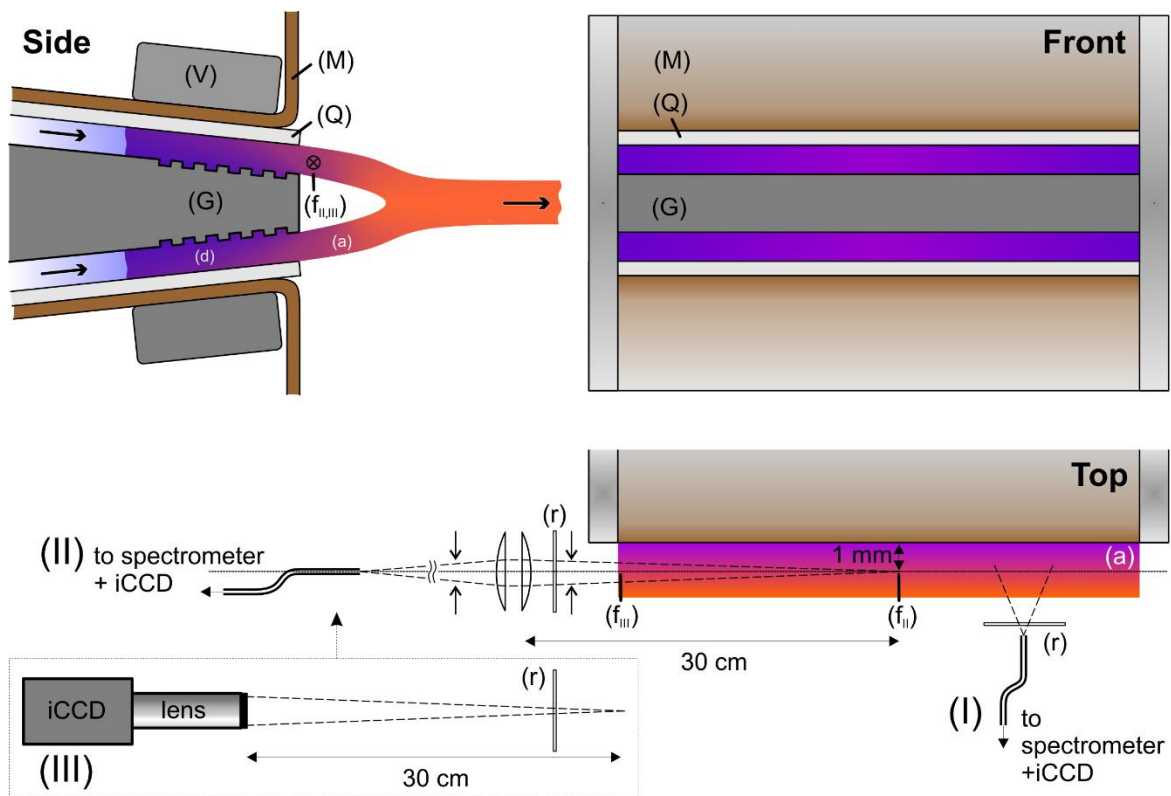 Side
(V)
(M)
(Q)
(G)
(f_II,III)
(d)
(a)
Front
(M)
(Q)
(G)
Top
(II) to spectrometer
+ iCCD
(r)
1 mm
(a)
(f_III)
(f_II)
30 cm
(r)
(I)
to
spectrometer
+iCCD
iCCD
lens
(r)
(III)
30 cm